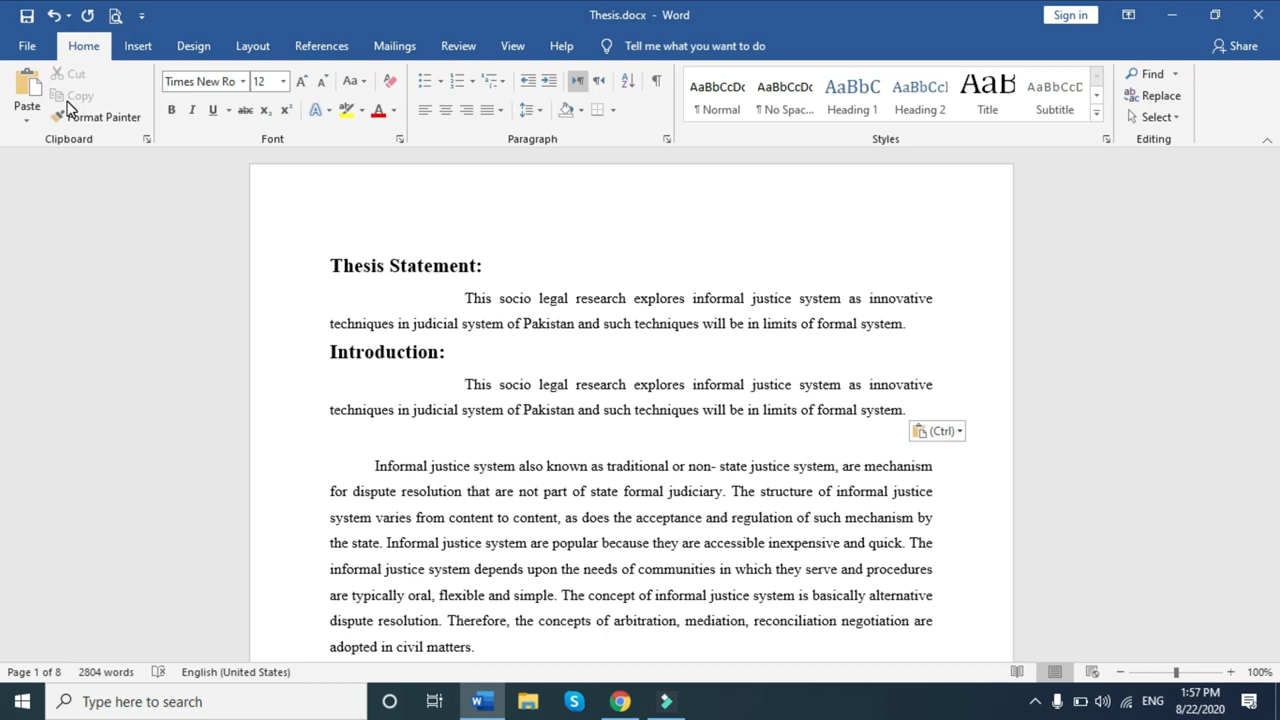 Thesis.docx - Word
Sign in
File Home Insert Design Layout References Mailings Review View Help Tell me what you want to do Share
Paste
Cut
Copy
Format Painter
Clipboard
Times New Ro 12
Aa
B I U abc x₂ x² A A
Font
Paragraph
AaBbCcDc AaBbCcDc AaBbC AaBbCcI AaB AaBbCcD
¶ Normal ¶ No Spac... Heading 1 Heading 2 Title Subtitle
Styles
Find
Replace
Select
Editing
Thesis Statement:
This socio legal research explores informal justice system as innovative
techniques in judicial system of Pakistan and such techniques will be in limits of formal system.
Introduction:
This socio legal research explores informal justice system as innovative
techniques in judicial system of Pakistan and such techniques will be in limits of formal system.
(Ctrl)
Informal justice system also known as traditional or non- state justice system, are mechanism
for dispute resolution that are not part of state formal judiciary. The structure of informal justice
system varies from content to content, as does the acceptance and regulation of such mechanism by
the state. Informal justice system are popular because they are accessible inexpensive and quick. The
informal justice system depends upon the needs of communities in which they serve and procedures
are typically oral, flexible and simple. The concept of informal justice system is basically alternative
dispute resolution. Therefore, the concepts of arbitration, mediation, reconciliation negotiation are
adopted in civil matters.
Page 1 of 8 2804 words English (United States) 100%
Type here to search
ENG
1:57 PM
8/22/2020